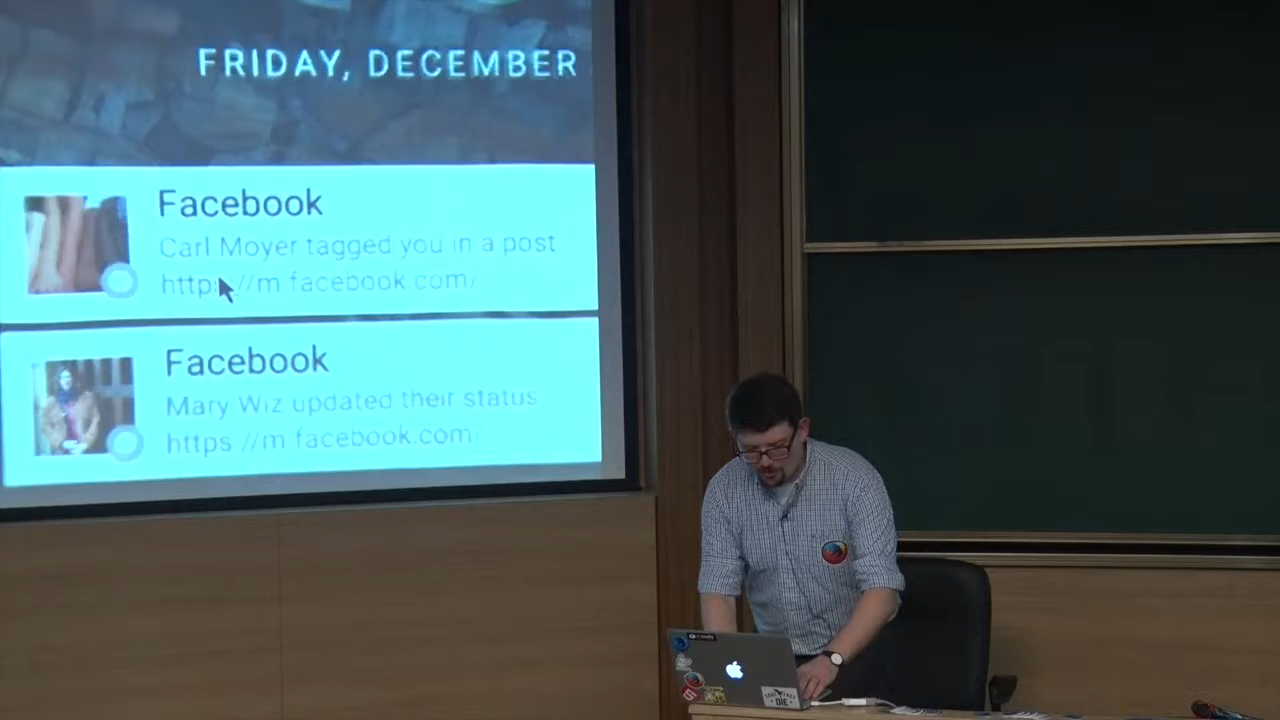 FRIDAY, DECEMBER
Facebook
Carl Moyer tagged you in a post
https://m.facebook.com/
Facebook
Mary Wiz updated their status
https://m.facebook.com/
DIE